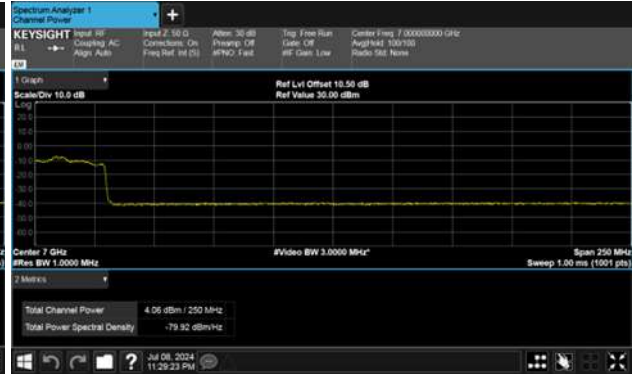 Spectrum Analyzer 1
Channel Power
KEYSIGHT Input: RF
R L
Coupling: AC
Align: Auto
Input Z: 50 Ω
Corrections: On
Freq Ref: Int (S)
Atten: 30 dB
Preamp: Off
#PNO: Fast
Trig: Free Run
Gate: Off
#IF Gain: Low
Center Freq: 7.000000000 GHz
Avg|Hold: 100/100
Radio Std: None
1 Graph
Scale/Div 10.0 dB
Ref Lvl Offset 10.50 dB
Ref Value 30.00 dBm
Log
20.0
10.0
0.00
-10.0
-20.0
-30.0
-40.0
-50.0
-60.0
Center 7 GHz
#Res BW 1.0000 MHz
#Video BW 3.0000 MHz*
Span 250 MHz
Sweep 1.00 ms (1001 pts)
2 Metrics
Total Channel Power 4.06 dBm / 250 MHz
Total Power Spectral Density -79.92 dBm/Hz
Jul 08, 2024
11:29:23 PM